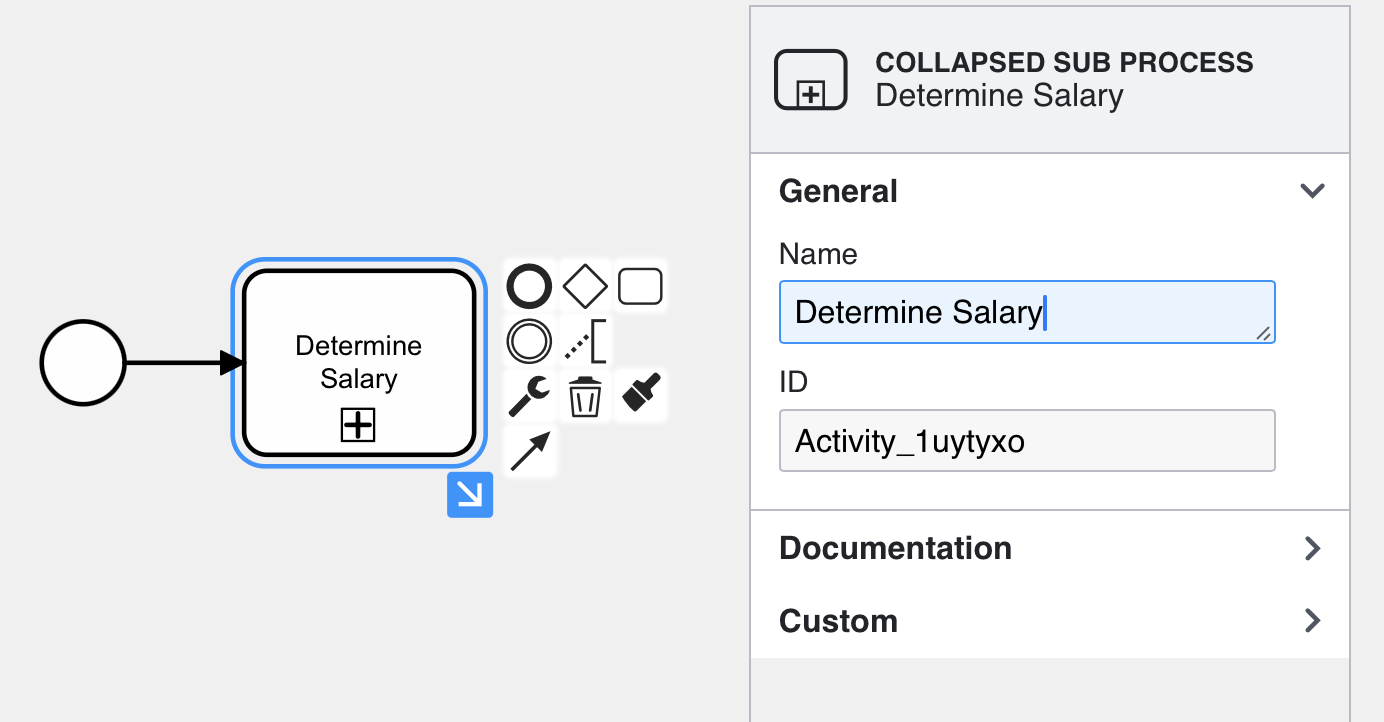 Determine
Salary
COLLAPSED SUB PROCESS
Determine Salary
General
Name
Determine Salary
ID
Activity_1uytyxo
Documentation
Custom